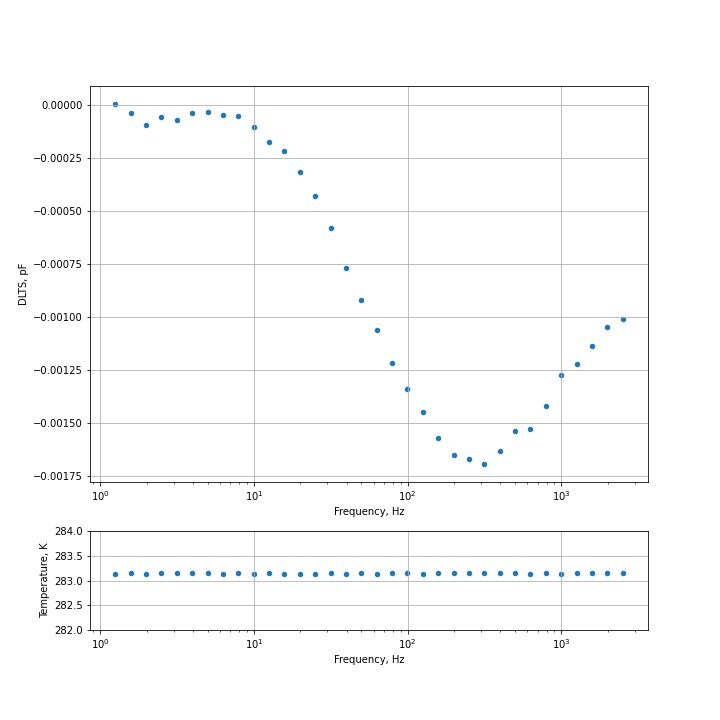 0.00000
−0.00025
−0.00050
−0.00075
−0.00100
−0.00125
−0.00150
−0.00175
DLTS, pF
10⁰ 10¹ 10² 10³
Frequency, Hz
284.0
283.5
283.0
282.5
282.0
Temperature, K
10⁰ 10¹ 10² 10³
Frequency, Hz